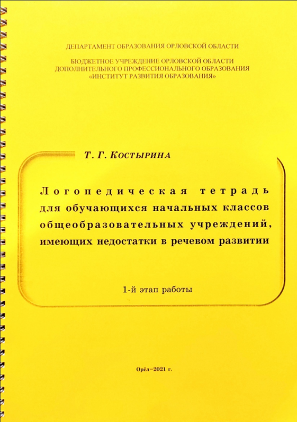 ДЕПАРТАМЕНТ ОБРАЗОВАНИЯ ОРЛОВСКОЙ ОБЛАСТИ
БЮДЖЕТНОЕ УЧРЕЖДЕНИЕ ОРЛОВСКОЙ ОБЛАСТИ
ДОПОЛНИТЕЛЬНОГО ПРОФЕССИОНАЛЬНОГО ОБРАЗОВАНИЯ
«ИНСТИТУТ РАЗВИТИЯ ОБРАЗОВАНИЯ»
Т. Г. КОСТЫРИНА
Логопедическая тетрадь
для обучающихся начальных классов
общеобразовательных учреждений,
имеющих недостатки в речевом развитии
1-й этап работы
Орёл–2021 г.